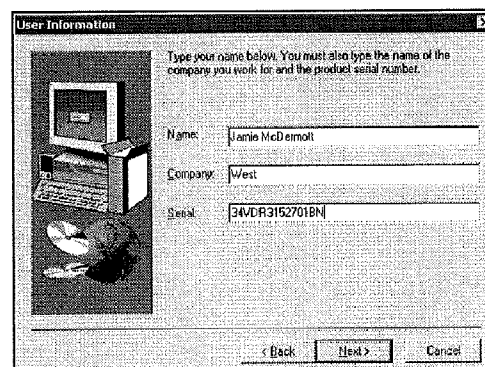 User Information
Type your name below. You must also type the name of the
company you work for and the product serial number.
Name: Jamie McDermott
Company: West
Serial: 34VDR3152701BN
< Back Next > Cancel